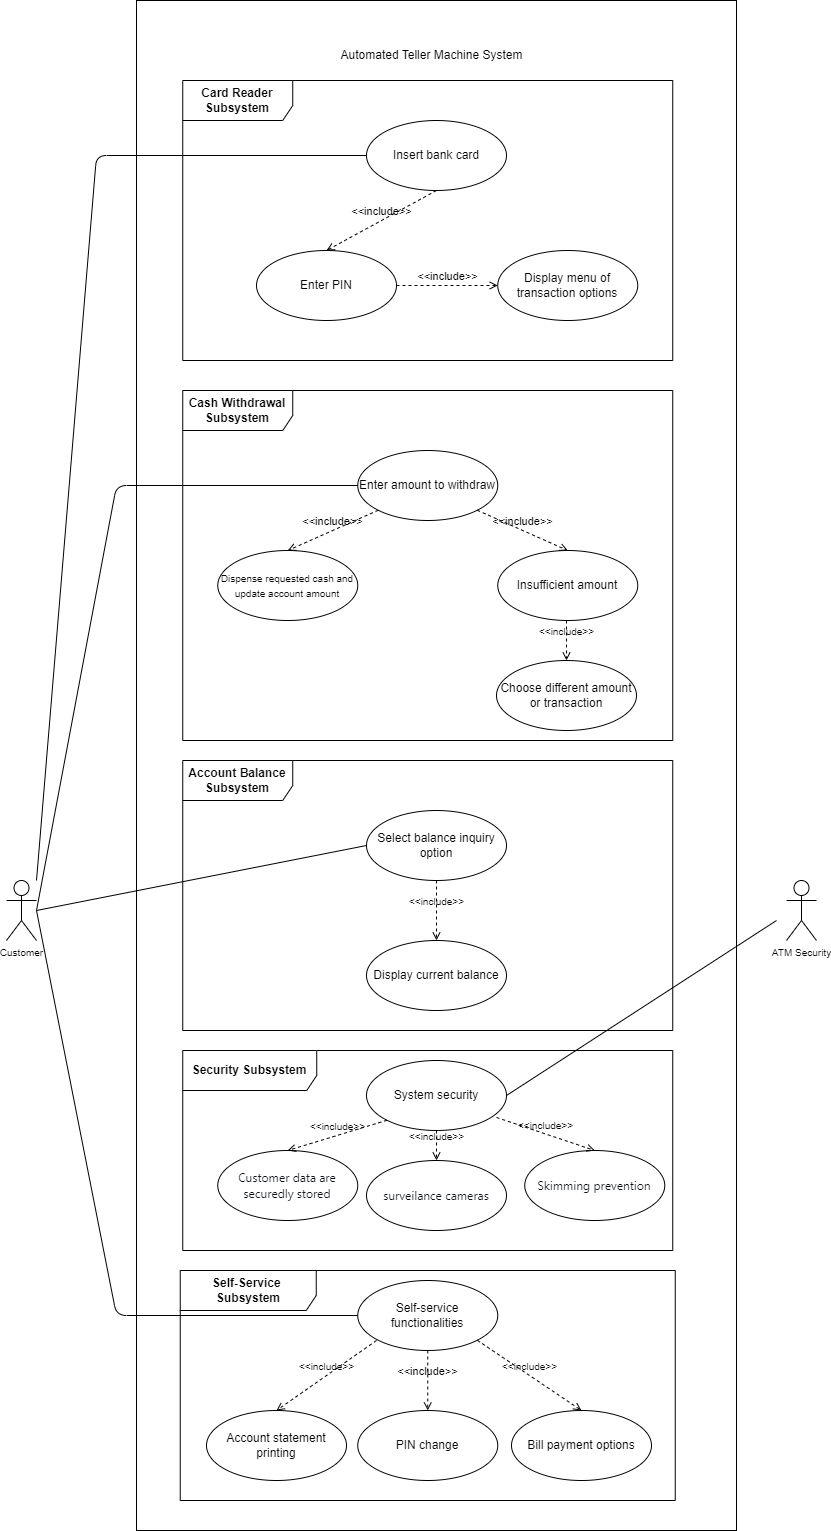 Automated Teller Machine System
Card Reader
Subsystem
Insert bank card
<<include>>
Enter PIN
<<include>>
Display menu of
transaction options
Cash Withdrawal
Subsystem
Enter amount to withdraw
<<include>>
<<include>>
Dispense requested cash and
update account amount
Insufficient amount
<<include>>
Choose different amount
or transaction
Account Balance
Subsystem
Select balance inquiry
option
<<include>>
Display current balance
Customer
ATM Security
Security Subsystem
System security
<<include>>
<<include>>
<<include>>
Customer data are
securedly stored
surveilance cameras
Skimming prevention
Self-Service
Subsystem
Self-service
functionalities
<<include>>
<<include>>
<<include>>
Account statement
printing
PIN change
Bill payment options